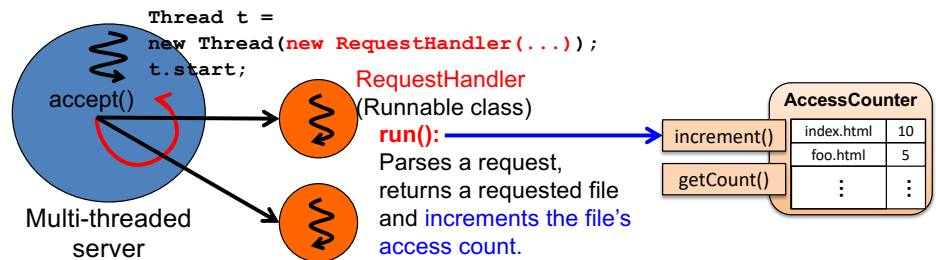 Thread t =
new Thread(new RequestHandler(...));
t.start;
accept()
Multi-threaded
server
RequestHandler
(Runnable class)
run():
Parses a request,
returns a requested file
and increments the file's
access count.
increment()
getCount()
AccessCounter
index.html 10
foo.html 5
⋮ ⋮